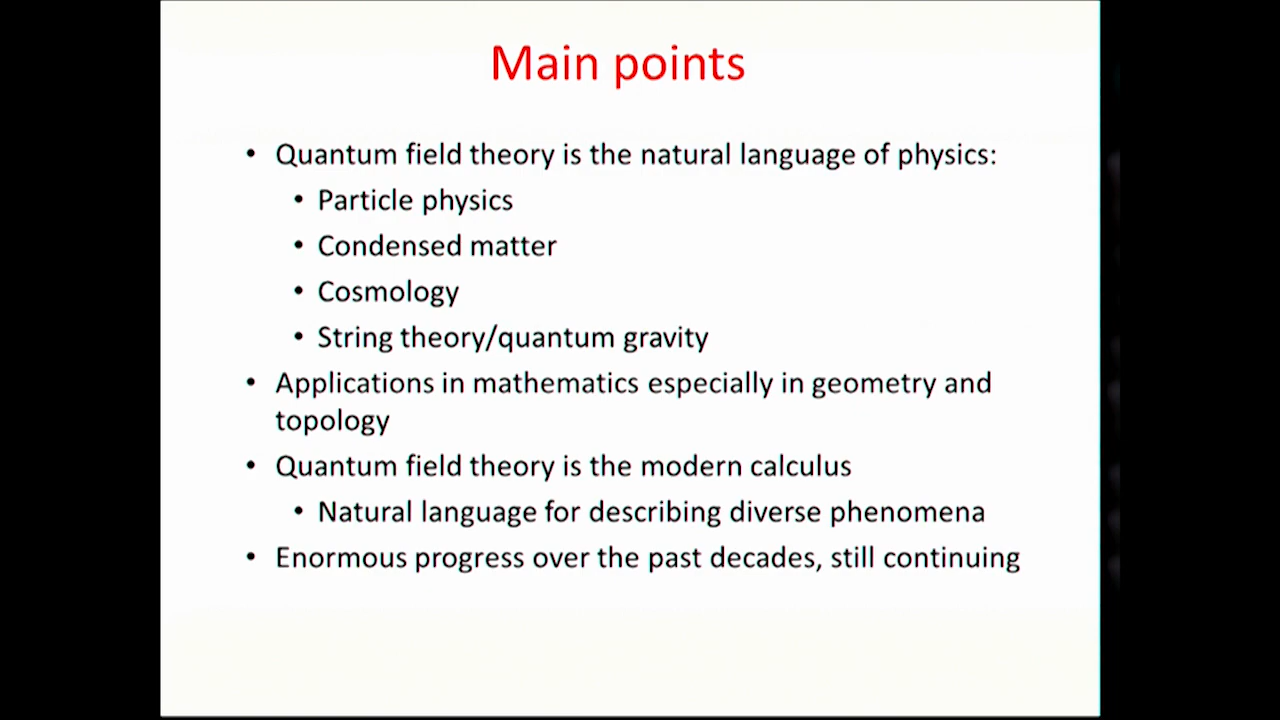 Main points
• Quantum field theory is the natural language of physics:
• Particle physics
• Condensed matter
• Cosmology
• String theory/quantum gravity
• Applications in mathematics especially in geometry and
topology
• Quantum field theory is the modern calculus
• Natural language for describing diverse phenomena
• Enormous progress over the past decades, still continuing